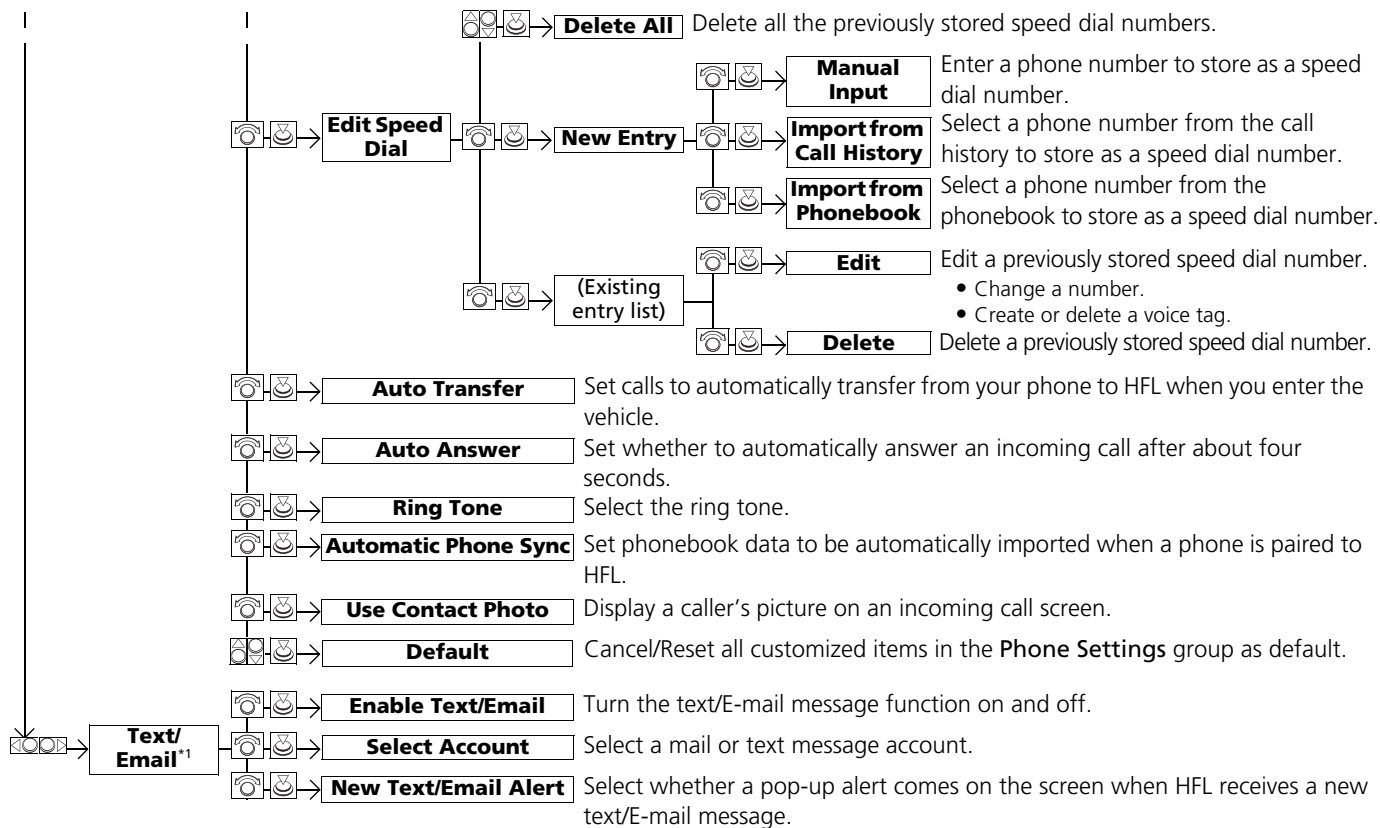 Delete All Delete all the previously stored speed dial numbers.
Manual Input Enter a phone number to store as a speed
dial number.
Edit Speed Dial New Entry Import from Call History Select a phone number from the call
history to store as a speed dial number.
Import from Phonebook Select a phone number from the
phonebook to store as a speed dial number.
(Existing entry list) Edit Edit a previously stored speed dial number.
• Change a number.
• Create or delete a voice tag.
Delete Delete a previously stored speed dial number.
Auto Transfer Set calls to automatically transfer from your phone to HFL when you enter the
vehicle.
Auto Answer Set whether to automatically answer an incoming call after about four
seconds.
Ring Tone Select the ring tone.
Automatic Phone Sync Set phonebook data to be automatically imported when a phone is paired to
HFL.
Use Contact Photo Display a caller's picture on an incoming call screen.
Default Cancel/Reset all customized items in the Phone Settings group as default.
Enable Text/Email Turn the text/E-mail message function on and off.
Text/ Email*1 Select Account Select a mail or text message account.
New Text/Email Alert Select whether a pop-up alert comes on the screen when HFL receives a new
text/E-mail message.